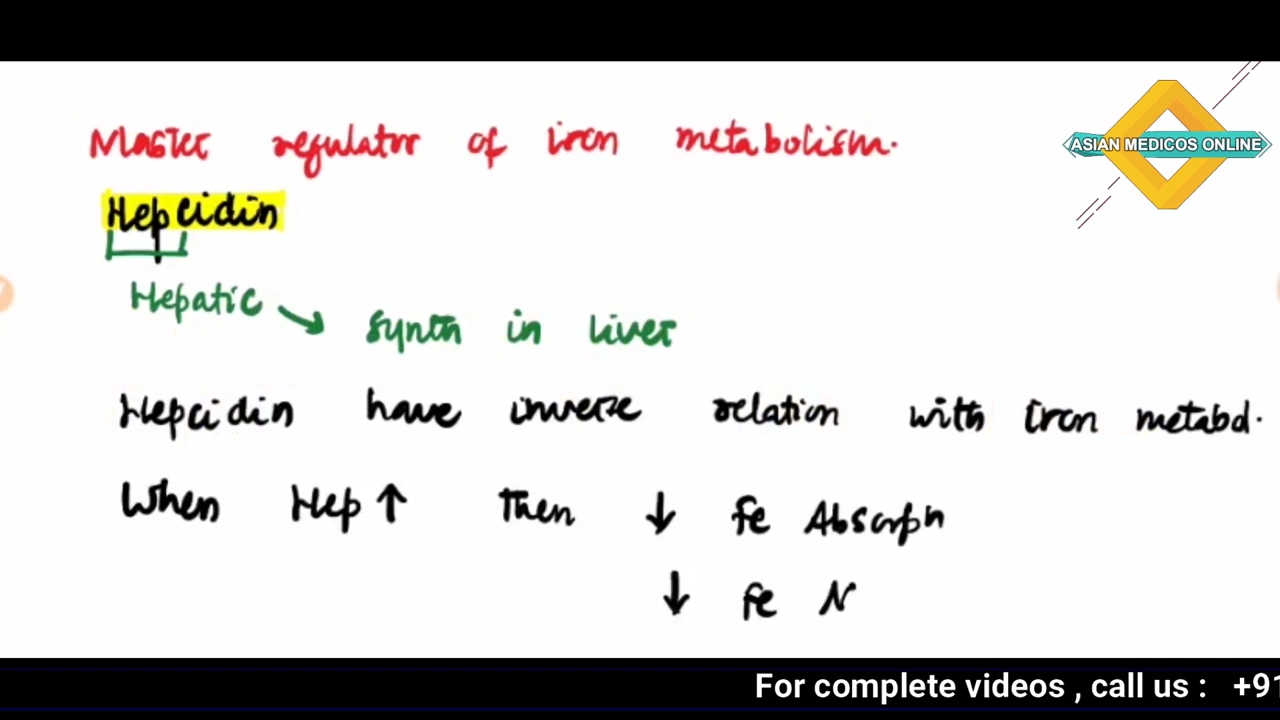 Master regulator of iron metabolism.
ASIAN MEDICOS ONLINE
Hepcidin
Hepatic
synth in liver
Hepcidin have inverse relation with Iron metabol.
When Hep ↑ then ↓ Fe Absorpn
↓ Fe N
For complete videos , call us : +91